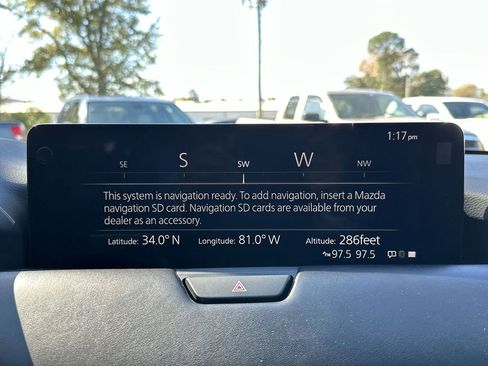 1:17 pm
SE S SW W NW
This system is navigation ready. To add navigation, insert a Mazda
navigation SD card. Navigation SD cards are available from your
dealer as an accessory.
Latitude: 34.0° N Longitude: 81.0° W Altitude: 286feet
FM 97.5 97.5